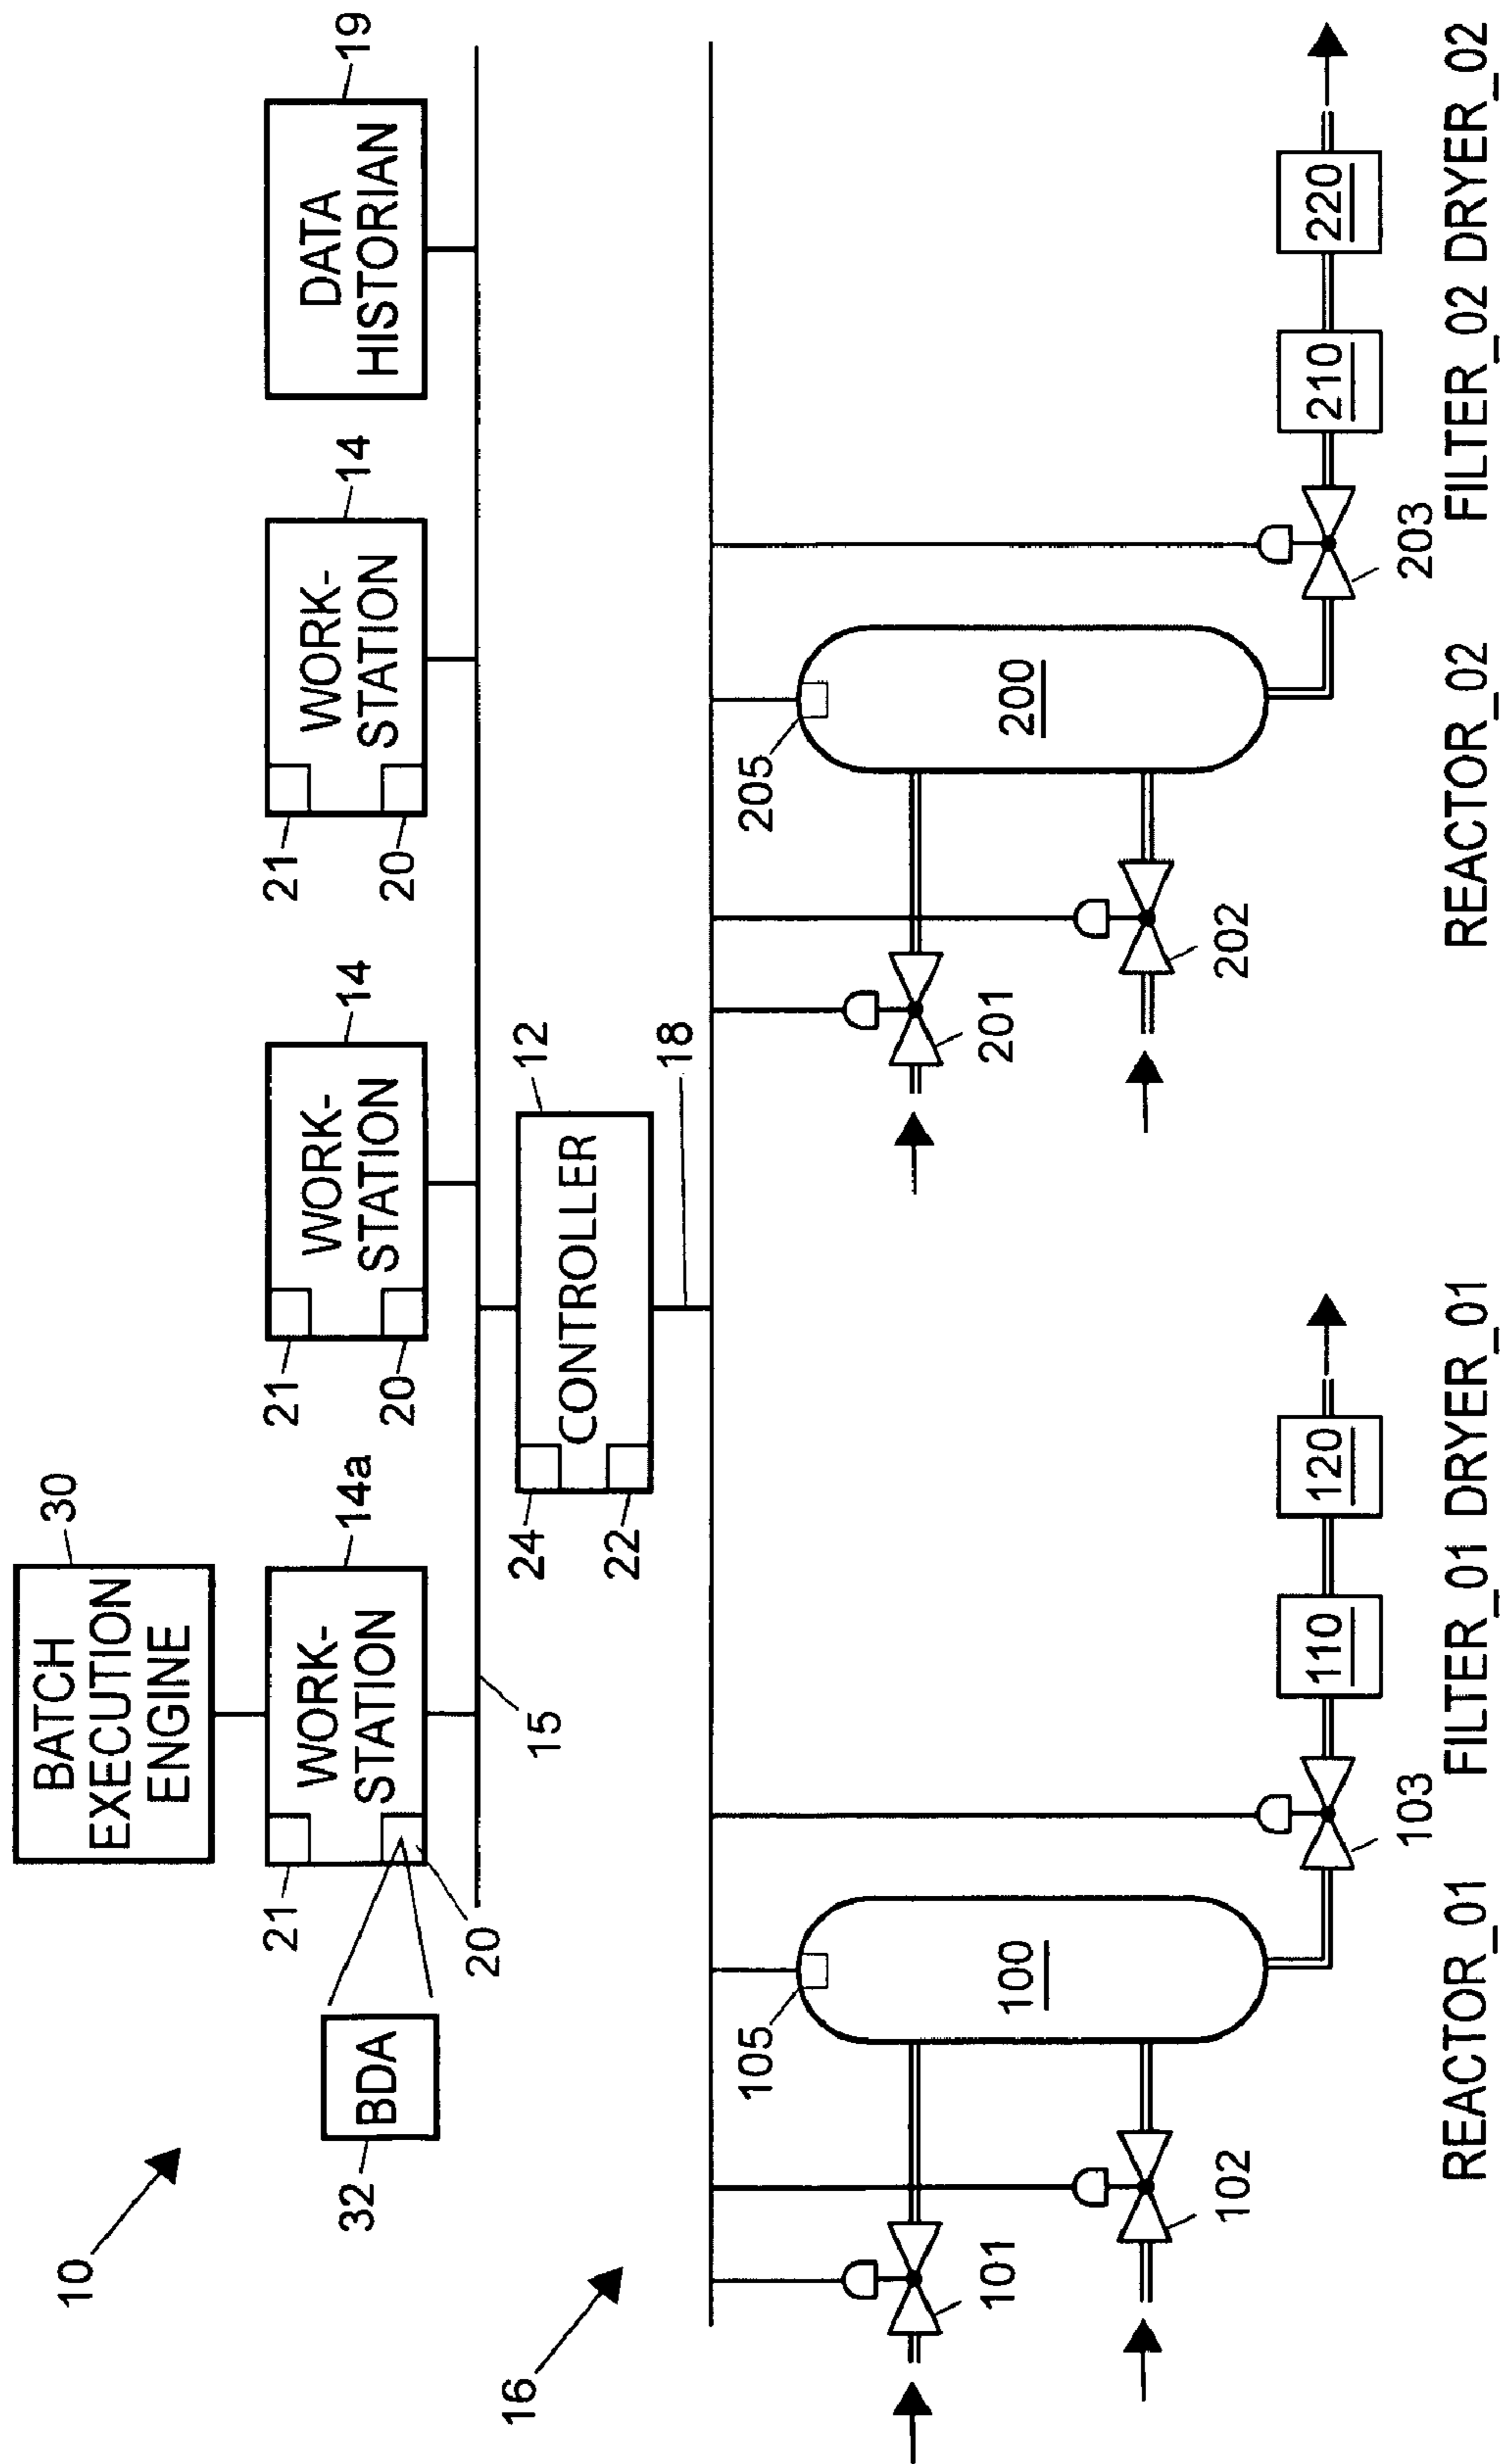 10
BATCH
EXECUTION
ENGINE
30
32
BDA
21
20
WORK-
STATION
14a
21
20
WORK-
STATION
14
21
20
WORK-
STATION
14
DATA
HISTORIAN
19
15
24
22
CONTROLLER
12
18
16
101
102
105
100
103
110
120
201
202
205
200
203
210
220
REACTOR_01
FILTER_01
DRYER_01
REACTOR_02
FILTER_02
DRYER_02